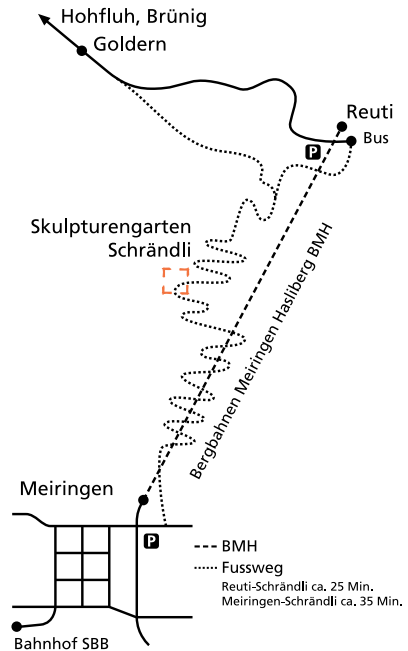 Hohfluh, Brünig
Goldern
Reuti
P
Bus
Skulpturengarten
Schrändli
Bergbahnen Meiringen Hasliberg BMH
Meiringen
P
BMH
Fussweg
Reuti-Schrändli ca. 25 Min.
Meiringen-Schrändli ca. 35 Min.
Bahnhof SBB